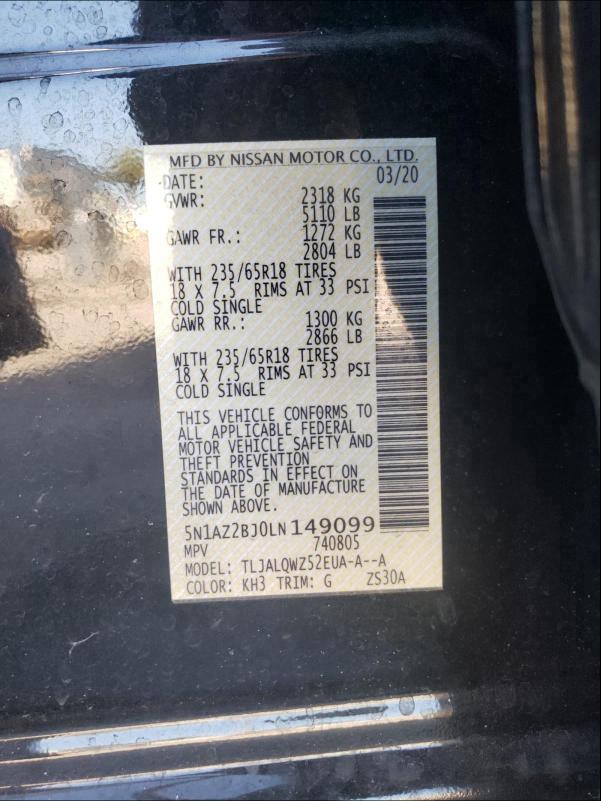 MFD BY NISSAN MOTOR CO., LTD.
DATE: 03/20
GVWR: 2318 KG
5110 LB
GAWR FR.: 1272 KG
2804 LB
WITH 235/65R18 TIRES
18 X 7.5 RIMS AT 33 PSI
COLD SINGLE
GAWR RR.: 1300 KG
2866 LB
WITH 235/65R18 TIRES
18 X 7.5 RIMS AT 33 PSI
COLD SINGLE
THIS VEHICLE CONFORMS TO
ALL APPLICABLE FEDERAL
MOTOR VEHICLE SAFETY AND
THEFT PREVENTION
STANDARDS IN EFFECT ON
THE DATE OF MANUFACTURE
SHOWN ABOVE.
5N1AZ2BJ0LN149099
MPV 740805
MODEL: TLJALQWZ52EUA-A--A
COLOR: KH3 TRIM: G ZS30A